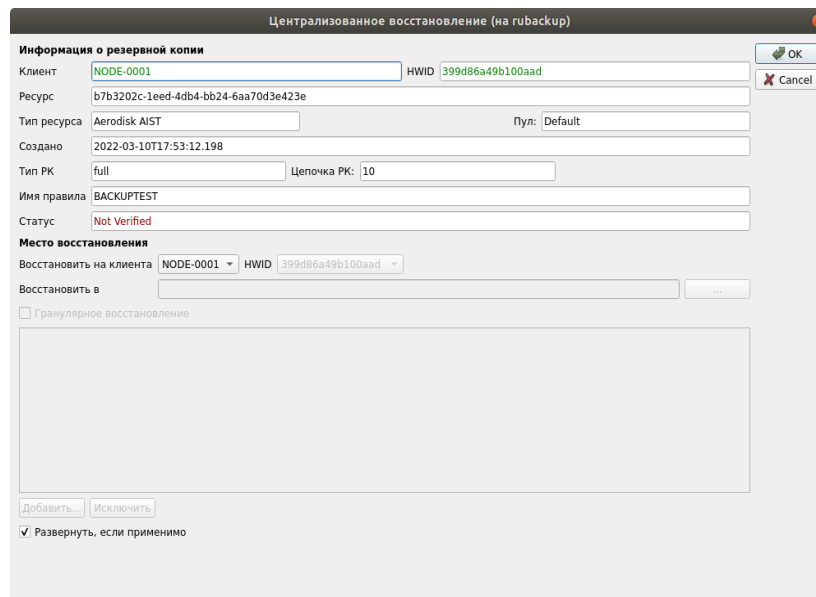 Централизованное восстановление (на rubackup)
Информация о резервной копии
OK
Клиент NODE-0001 HWID 399d86a49b100aad
Cancel
Ресурс b7b3202c-1eed-4db4-bb24-6aa70d3e423e
Тип ресурса Aerodisk AIST Пул: Default
Создано 2022-03-10T17:53:12.198
Тип РК full Цепочка РК: 10
Имя правила BACKUPTEST
Статус Not Verified
Место восстановления
Восстановить на клиента NODE-0001 HWID 399d86a49b100aad
Восстановить в ...
Гранулярное восстановление
Добавить... Исключить
Развернуть, если применимо